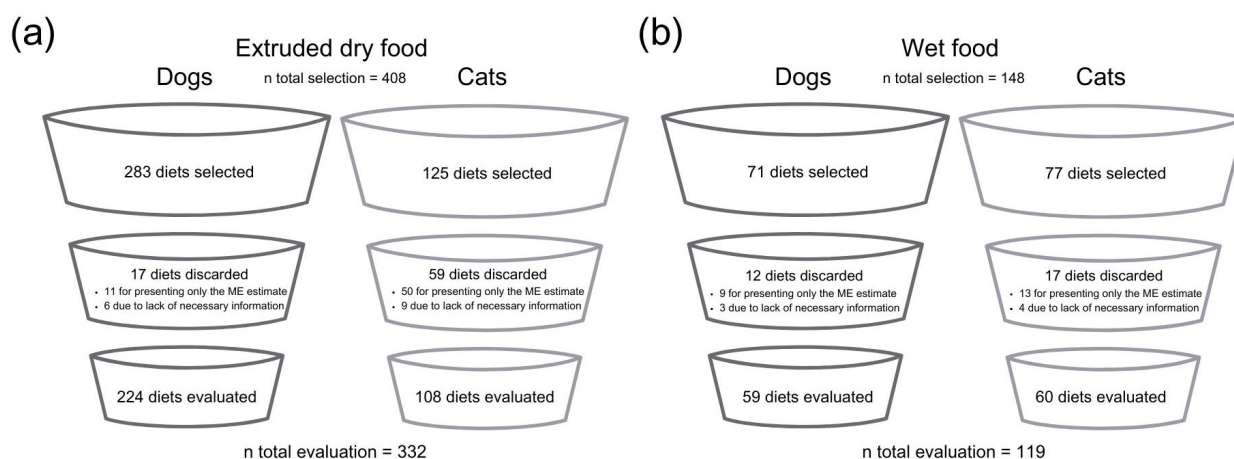 (a)
Extruded dry food
Dogs
n total selection = 408
Cats
283 diets selected
125 diets selected
17 diets discarded
• 11 for presenting only the ME estimate
• 6 due to lack of necessary information
59 diets discarded
• 50 for presenting only the ME estimate
• 9 due to lack of necessary information
224 diets evaluated
108 diets evaluated
n total evaluation = 332
(b)
Wet food
Dogs
n total selection = 148
Cats
71 diets selected
77 diets selected
12 diets discarded
• 9 for presenting only the ME estimate
• 3 due to lack of necessary information
17 diets discarded
• 13 for presenting only the ME estimate
• 4 due to lack of necessary information
59 diets evaluated
60 diets evaluated
n total evaluation = 119